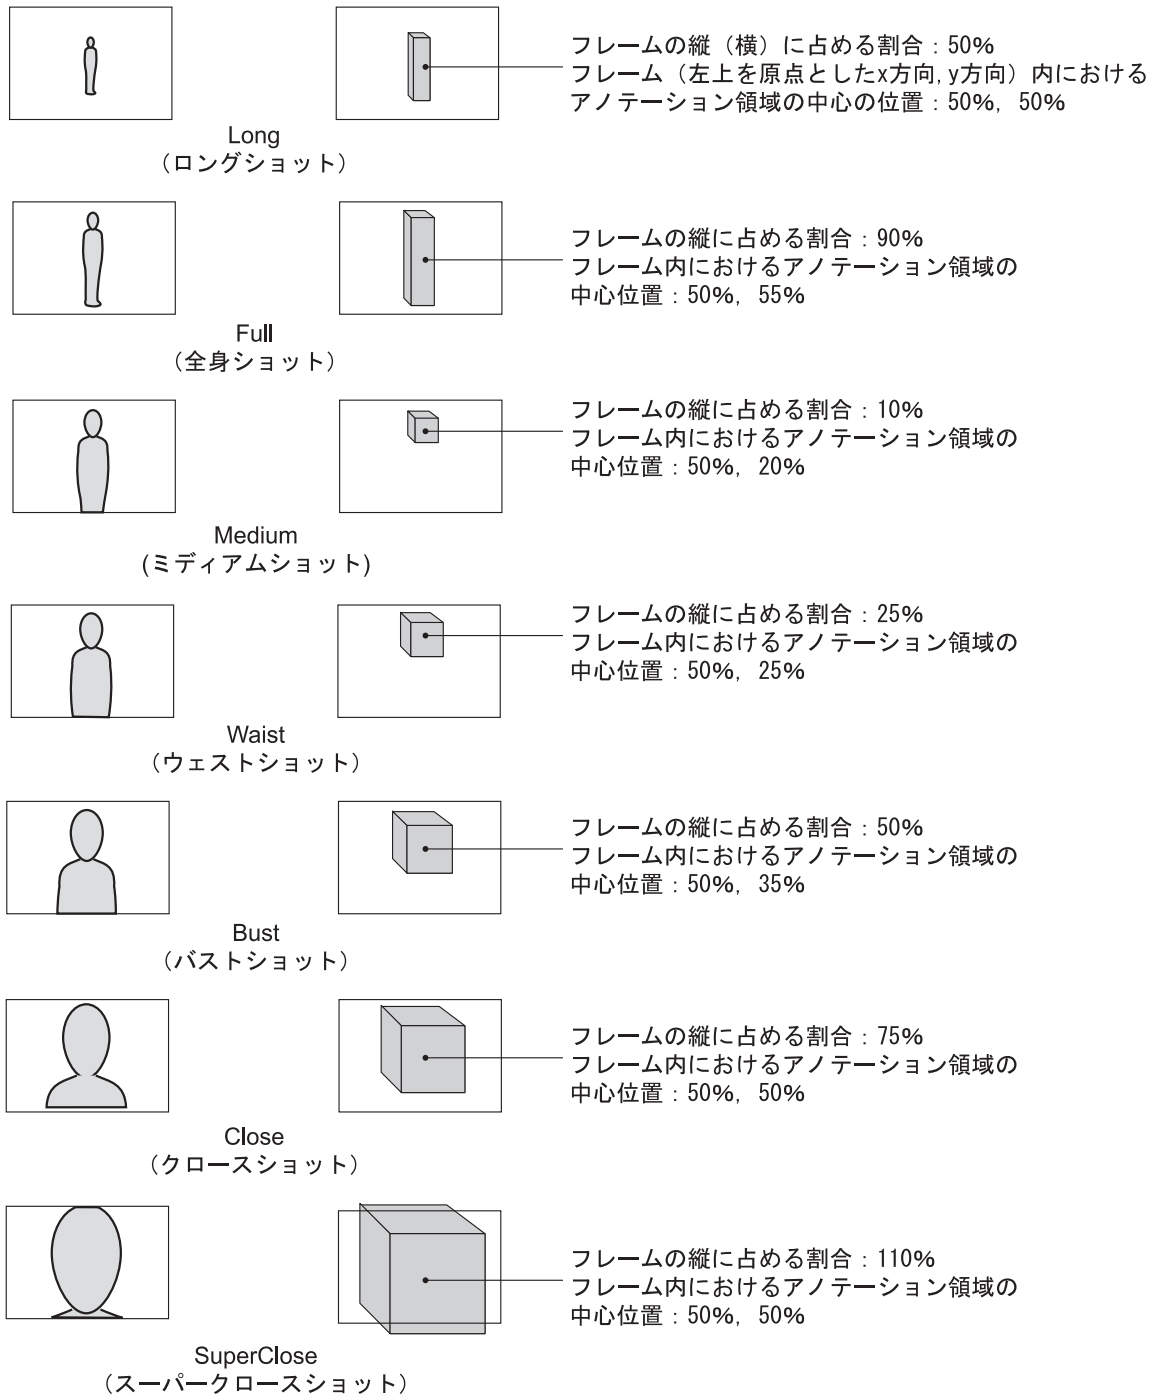 フレームの縦（横）に占める割合：50%
フレーム（左上を原点としたx方向,y方向）内における
アノテーション領域の中心の位置：50%, 50%
Long
（ロングショット）
フレームの縦に占める割合：90%
フレーム内におけるアノテーション領域の
中心位置：50%, 55%
Full
（全身ショット）
フレームの縦に占める割合：10%
フレーム内におけるアノテーション領域の
中心位置：50%, 20%
Medium
(ミディアムショット)
フレームの縦に占める割合：25%
フレーム内におけるアノテーション領域の
中心位置：50%, 25%
Waist
（ウェストショット）
フレームの縦に占める割合：50%
フレーム内におけるアノテーション領域の
中心位置：50%, 35%
Bust
（バストショット）
フレームの縦に占める割合：75%
フレーム内におけるアノテーション領域の
中心位置：50%, 50%
Close
（クロースショット）
フレームの縦に占める割合：110%
フレーム内におけるアノテーション領域の
中心位置：50%, 50%
SuperClose
（スーパークロースショット）